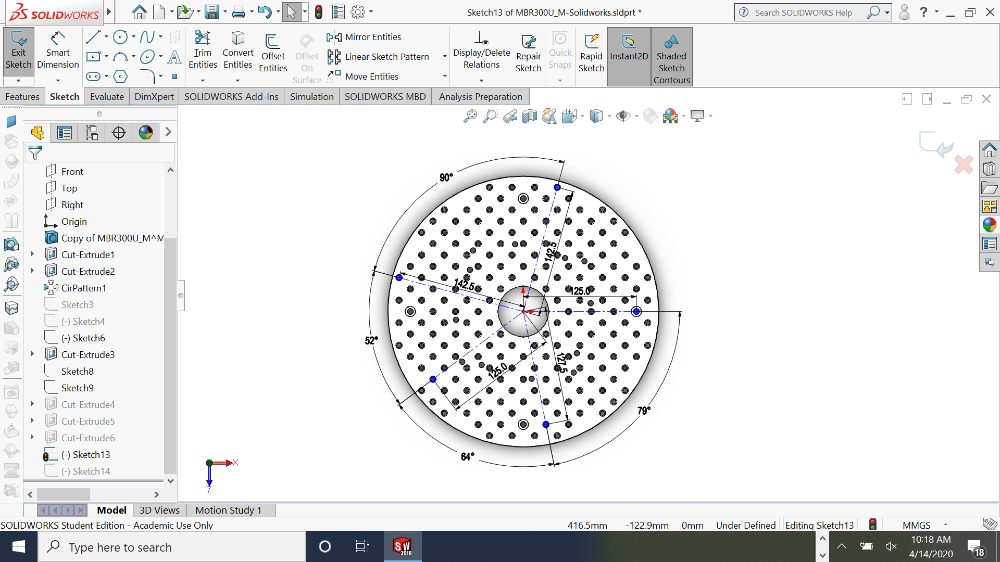 SOLIDWORKS
Sketch13 of MBR300U_M-Solidworks.sldprt *
Search SOLIDWORKS Help
?
Exit Sketch
Smart Dimension
Trim Entities
Convert Entities
Offset Entities
Offset On Surface
Mirror Entities
Linear Sketch Pattern
Move Entities
Display/Delete Relations
Repair Sketch
Quick Snaps
Rapid Sketch
Instant2D
Shaded Sketch Contours
Features
Sketch
Evaluate
DimXpert
SOLIDWORKS Add-Ins
Simulation
SOLIDWORKS MBD
Analysis Preparation
Front
Top
Right
Origin
Copy of MBR300U_M^M
Cut-Extrude1
Cut-Extrude2
CirPattern1
Sketch3
(-) Sketch4
(-) Sketch6
Cut-Extrude3
Sketch8
Sketch9
Cut-Extrude4
Cut-Extrude5
Cut-Extrude6
(-) Sketch13
(-) Sketch14
90°
142.5
142.5
125.0
52°
125.0
127.5
79°
64°
X
Z
Model
3D Views
Motion Study 1
SOLIDWORKS Student Edition - Academic Use Only
416.5mm
-122.9mm
0mm
Under Defined
Editing Sketch13
MMGS
Type here to search
SW
2018
10:18 AM
4/14/2020
18